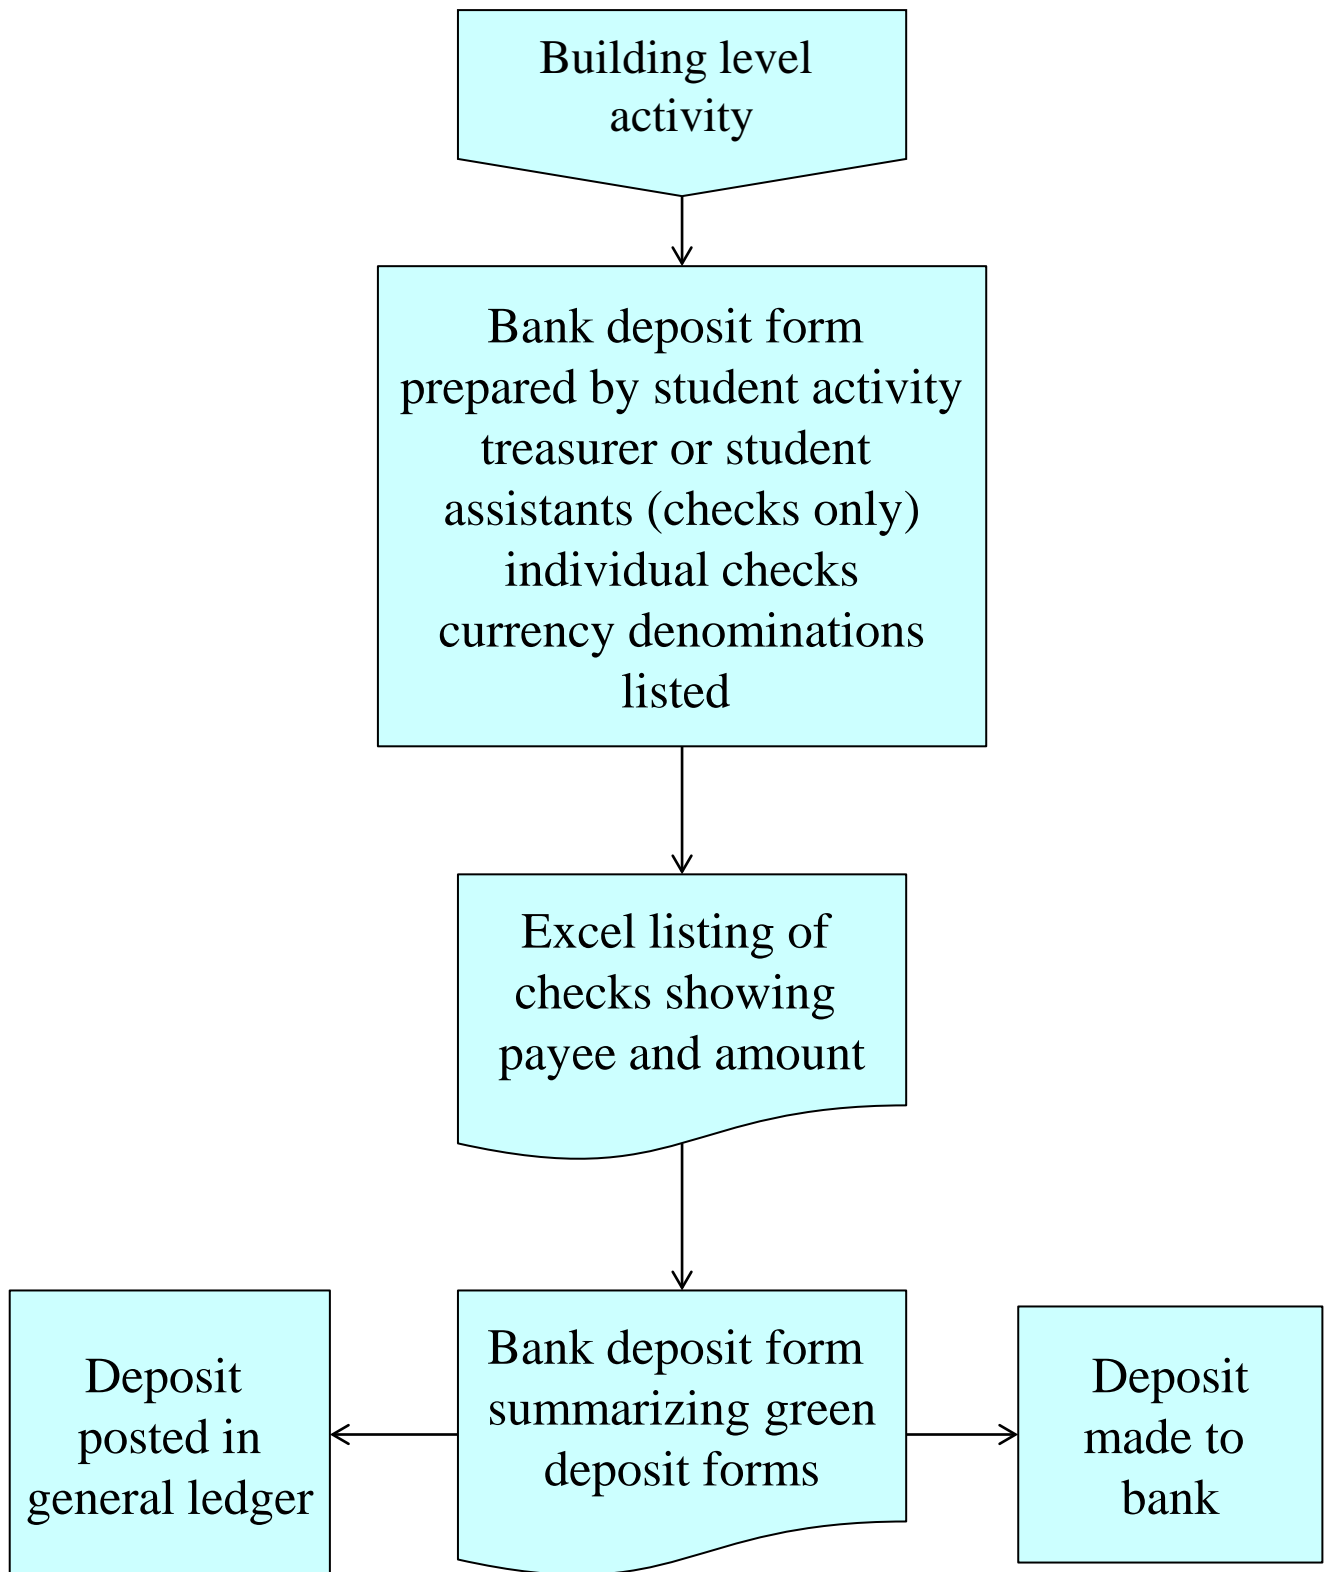 Building level
activity
Bank deposit form
prepared by student activity
treasurer or student
assistants (checks only)
individual checks
currency denominations
listed
Excel listing of
checks showing
payee and amount
Deposit
posted in
general ledger
Bank deposit form
summarizing green
deposit forms
Deposit
made to
bank